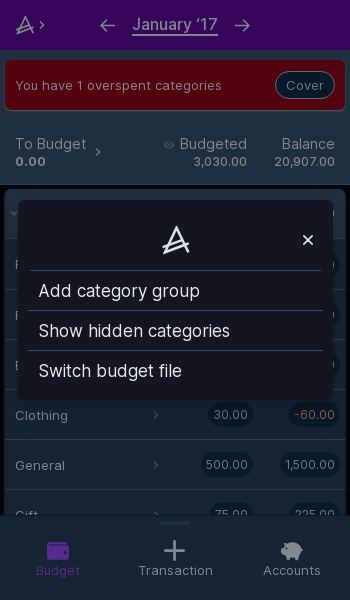 January ‘17
You have 1 overspent categories
Cover
To Budget
Budgeted
Balance
0.00
3,030.00
20,907.00
Add category group
Show hidden categories
Switch budget file
Clothing
30.00
-60.00
General
500.00
1,500.00
Gift
75.00
225.00
Budget
Transaction
Accounts